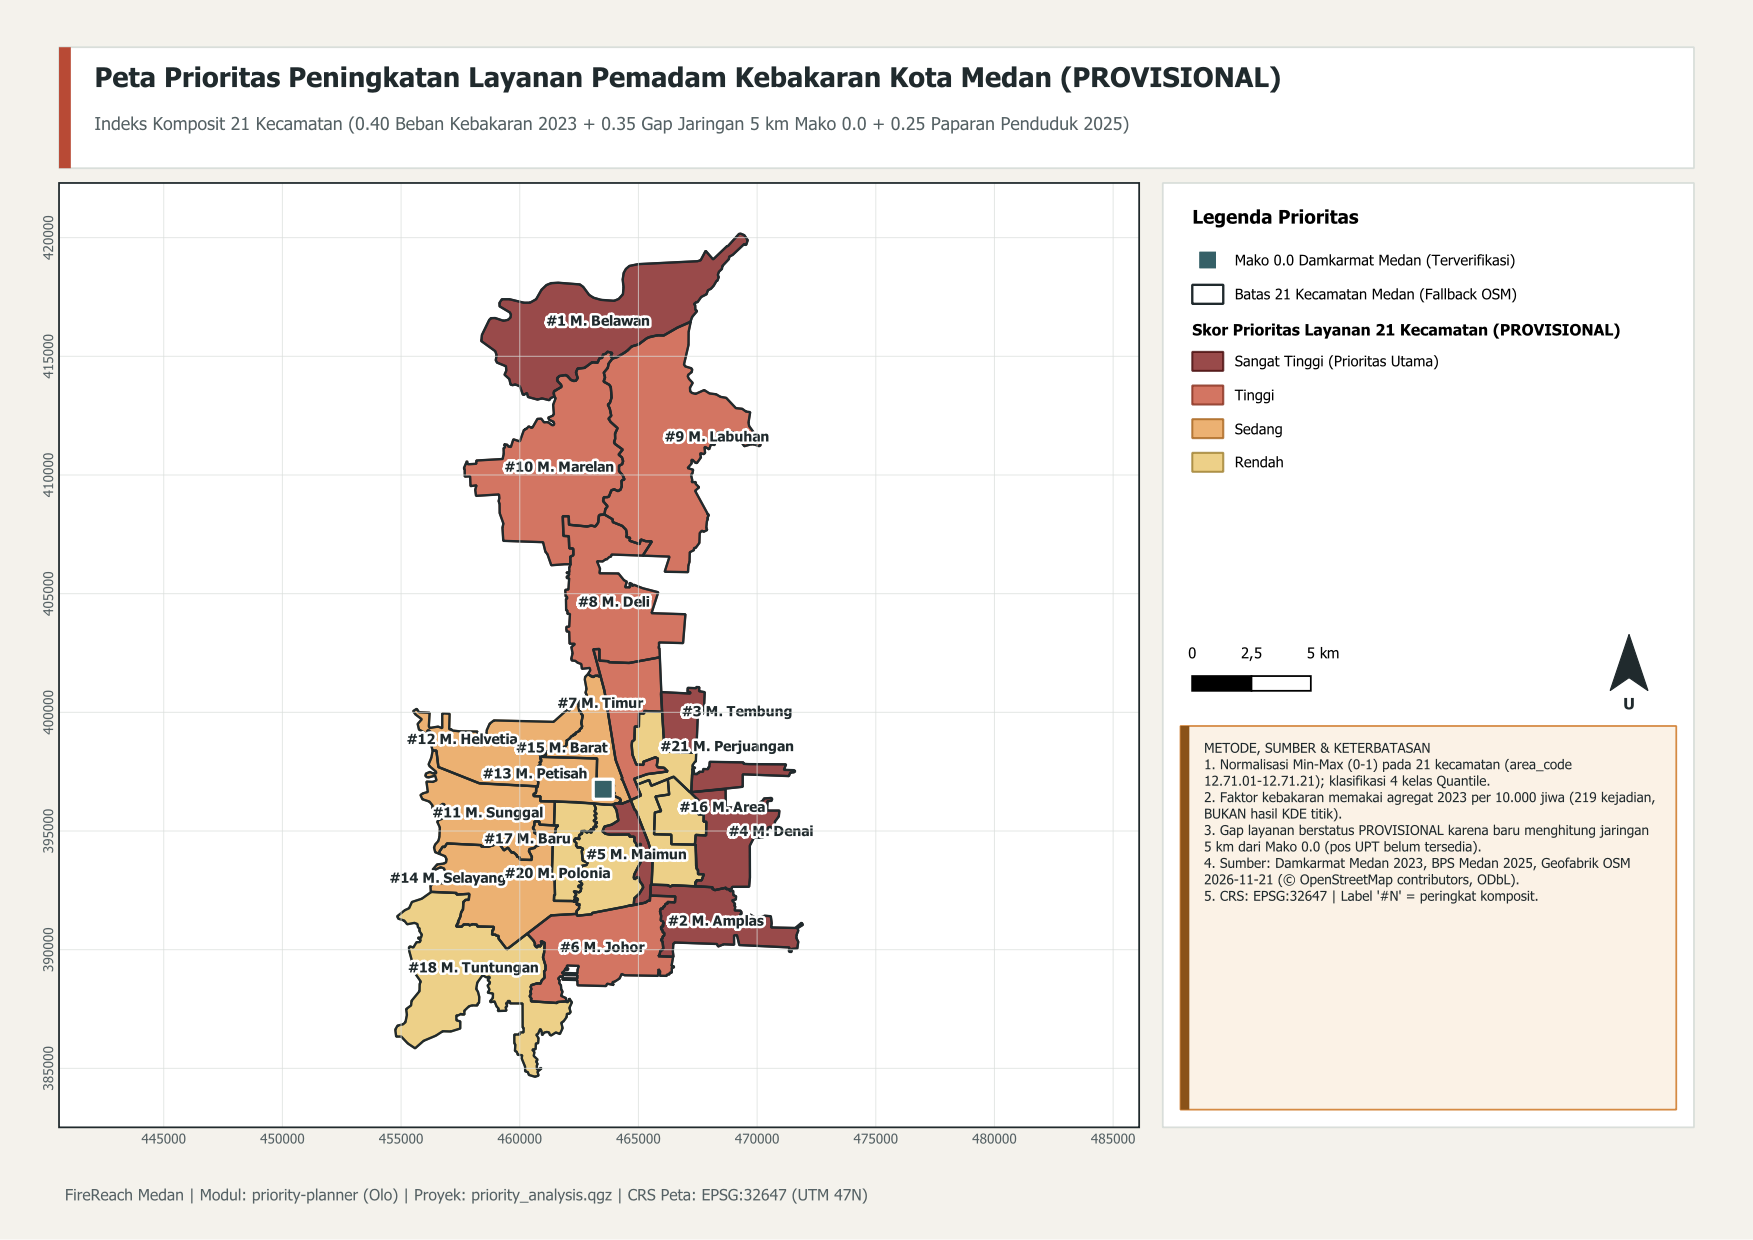 Peta Prioritas Peningkatan Layanan Pemadam Kebakaran Kota Medan (PROVISIONAL)
Indeks Komposit 21 Kecamatan (0.40 Beban Kebakaran 2023 + 0.35 Gap Jaringan 5 km Mako 0.0 + 0.25 Paparan Penduduk 2025)
420000
415000
410000
405000
400000
395000
390000
385000
#1 M. Belawan
#9 M. Labuhan
#10 M. Marelan
#8 M. Deli
#7 M. Timur
#3 M. Tembung
#12 M. Helvetia
#15 M. Barat
#21 M. Perjuangan
#13 M. Petisah
#16 M. Area
#11 M. Sunggal
#4 M. Denai
#17 M. Baru
#5 M. Maimun
#20 M. Polonia
#14 M. Selayang
#2 M. Amplas
#6 M. Johor
#18 M. Tuntungan
445000
450000
455000
460000
465000
470000
475000
480000
485000
Legenda Prioritas
Mako 0.0 Damkarmat Medan (Terverifikasi)
Batas 21 Kecamatan Medan (Fallback OSM)
Skor Prioritas Layanan 21 Kecamatan (PROVISIONAL)
Sangat Tinggi (Prioritas Utama)
Tinggi
Sedang
Rendah
0 2,5 5 km
U
METODE, SUMBER & KETERBATASAN
1. Normalisasi Min-Max (0-1) pada 21 kecamatan (area_code
12.71.01-12.71.21); klasifikasi 4 kelas Quantile.
2. Faktor kebakaran memakai agregat 2023 per 10.000 jiwa (219 kejadian,
BUKAN hasil KDE titik).
3. Gap layanan berstatus PROVISIONAL karena baru menghitung jaringan
5 km dari Mako 0.0 (pos UPT belum tersedia).
4. Sumber: Damkarmat Medan 2023, BPS Medan 2025, Geofabrik OSM
2026-11-21 (© OpenStreetMap contributors, ODbL).
5. CRS: EPSG:32647 | Label '#N' = peringkat komposit.
FireReach Medan | Modul: priority-planner (Olo) | Proyek: priority_analysis.qgz | CRS Peta: EPSG:32647 (UTM 47N)